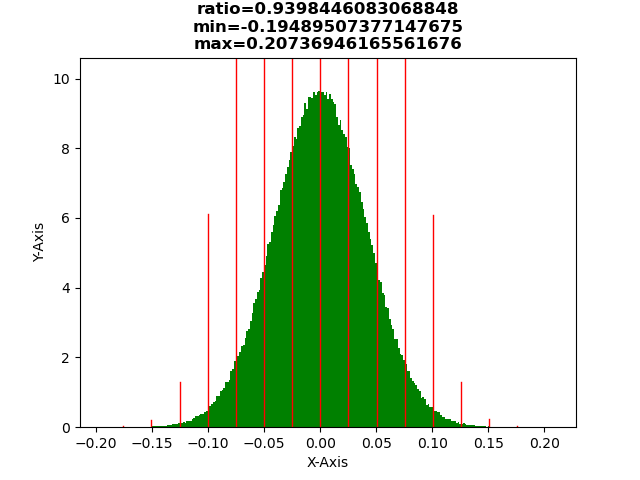 ratio=0.9398446083068848
min=-0.19489507377147675
max=0.20736946165561676
10
8
6
4
2
0
Y-Axis
−0.20 −0.15 −0.10 −0.05 0.00 0.05 0.10 0.15 0.20
X-Axis